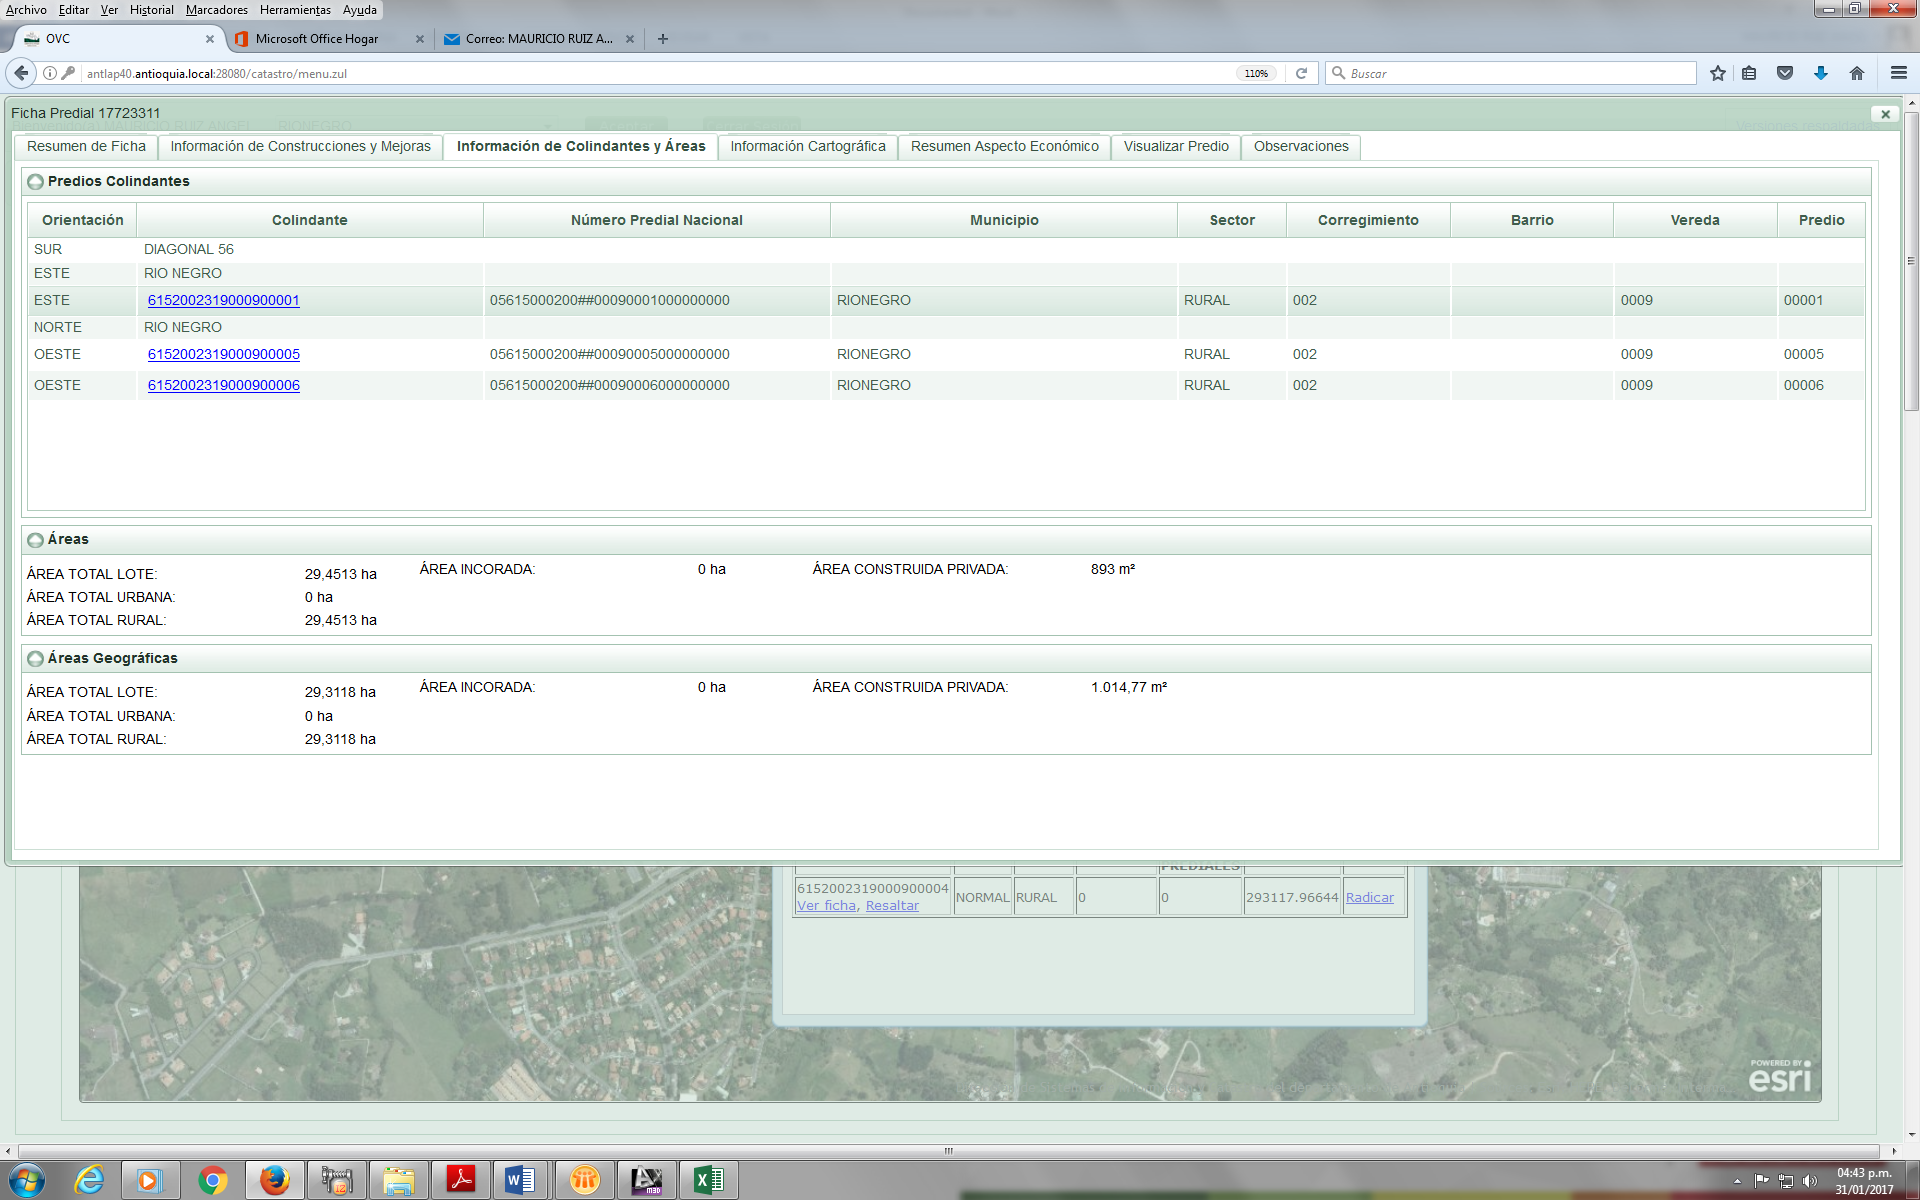 Archivo Editar Ver Historial Marcadores Herramientas Ayuda
OVC Microsoft Office Hogar Correo: MAURICIO RUIZ A...
antlap40.antioquia.local:28080/catastro/menu.zul 110% Buscar
Ficha Predial 17723311
Resumen de Ficha Información de Construcciones y Mejoras Información de Colindantes y Áreas Información Cartográfica Resumen Aspecto Económico Visualizar Predio Observaciones
Predios Colindantes
Orientación Colindante Número Predial Nacional Municipio Sector Corregimiento Barrio Vereda Predio
SUR DIAGONAL 56
ESTE RIO NEGRO
ESTE 6152002319000900001 05615000200##00090001000000000 RIONEGRO RURAL 002 0009 00001
NORTE RIO NEGRO
OESTE 6152002319000900005 05615000200##00090005000000000 RIONEGRO RURAL 002 0009 00005
OESTE 6152002319000900006 05615000200##00090006000000000 RIONEGRO RURAL 002 0009 00006
Áreas
ÁREA TOTAL LOTE: 29,4513 ha ÁREA INCORADA: 0 ha ÁREA CONSTRUIDA PRIVADA: 893 m²
ÁREA TOTAL URBANA: 0 ha
ÁREA TOTAL RURAL: 29,4513 ha
Áreas Geográficas
ÁREA TOTAL LOTE: 29,3118 ha ÁREA INCORADA: 0 ha ÁREA CONSTRUIDA PRIVADA: 1.014,77 m²
ÁREA TOTAL URBANA: 0 ha
ÁREA TOTAL RURAL: 29,3118 ha
PREDIALES
6152002319000900004 NORMAL RURAL 0 0 293117.96644 Radicar
Ver ficha, Resaltar
POWERED BY
esri
04:43 p.m.
31/01/2017